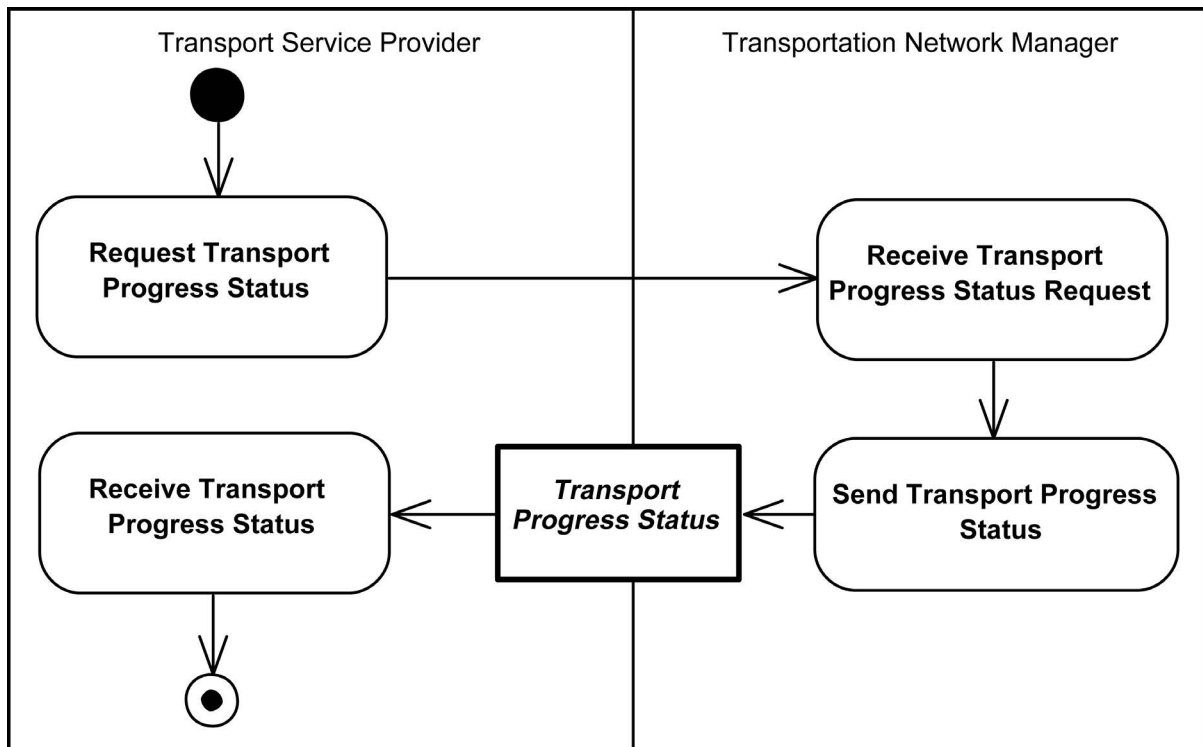 Transport Service Provider
Transportation Network Manager
Request Transport
Progress Status
Receive Transport
Progress Status Request
Receive Transport
Progress Status
Transport
Progress Status
Send Transport Progress
Status